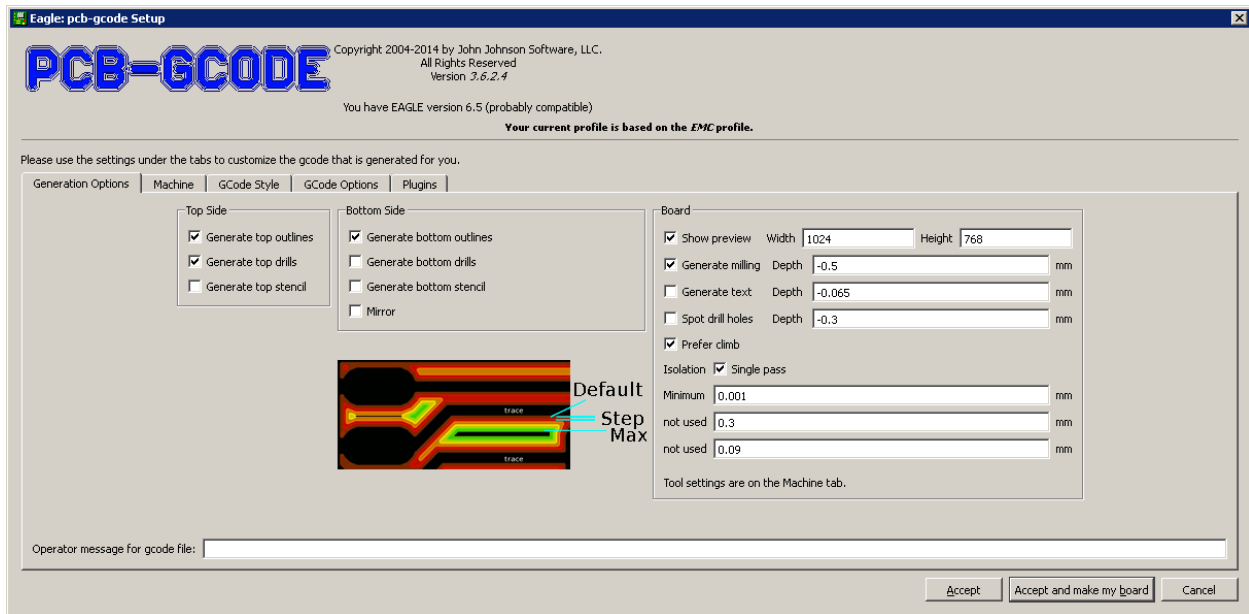 Eagle: pcb-gcode Setup
PCB-GCODE
Copyright 2004-2014 by John Johnson Software, LLC.
All Rights Reserved
Version 3.6.2.4
You have EAGLE version 6.5 (probably compatible)
Your current profile is based on the EMC profile.
Please use the settings under the tabs to customize the gcode that is generated for you.
Generation Options Machine GCode Style GCode Options Plugins
Top Side
Generate top outlines
Generate top drills
Generate top stencil
Bottom Side
Generate bottom outlines
Generate bottom drills
Generate bottom stencil
Mirror
Default
Step
Max
trace
trace
Board
Show preview Width 1024 Height 768
Generate milling Depth -0.5 mm
Generate text Depth -0.065 mm
Spot drill holes Depth -0.3 mm
Prefer climb
Isolation Single pass
Minimum 0.001 mm
not used 0.3 mm
not used 0.09 mm
Tool settings are on the Machine tab.
Operator message for gcode file:
Accept Accept and make my board Cancel